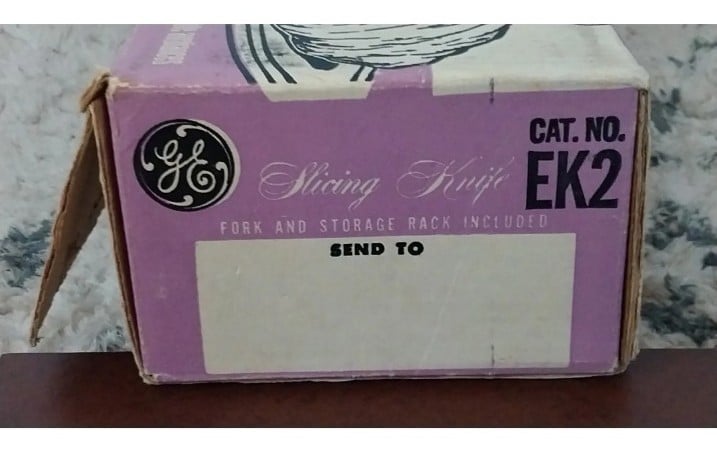 GE
Slicing Knife
CAT. NO.
EK2
FORK AND STORAGE RACK INCLUDED
SEND TO